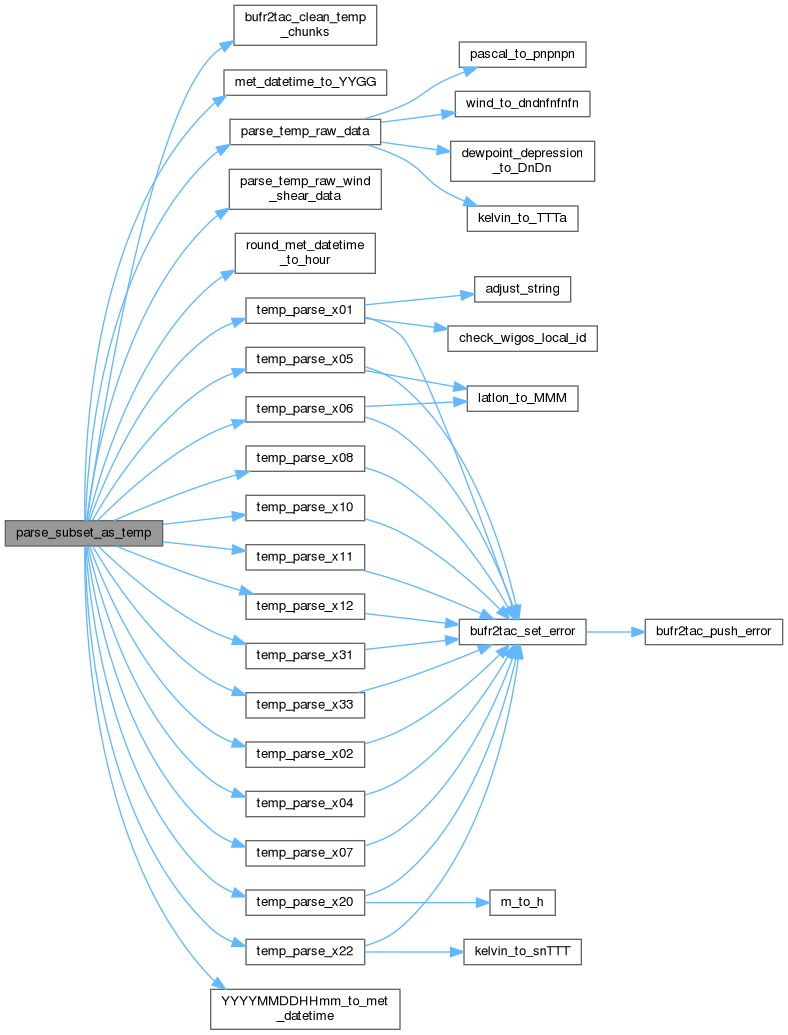 bufr2tac_clean_temp
_chunks
met_datetime_to_YYGG
parse_temp_raw_data
pascal_to_pnpnpn
wind_to_dndnfnfnfn
dewpoint_depression
_to_DnDn
kelvin_to_TTTa
parse_temp_raw_wind
_shear_data
round_met_datetime
_to_hour
temp_parse_x01
adjust_string
check_wigos_local_id
temp_parse_x05
latlon_to_MMM
temp_parse_x06
temp_parse_x08
temp_parse_x10
parse_subset_as_temp
temp_parse_x11
temp_parse_x12
bufr2tac_set_error
bufr2tac_push_error
temp_parse_x31
temp_parse_x33
temp_parse_x02
temp_parse_x04
temp_parse_x07
temp_parse_x20
m_to_h
temp_parse_x22
kelvin_to_snTTT
YYYYMMDDHHmm_to_met
_datetime